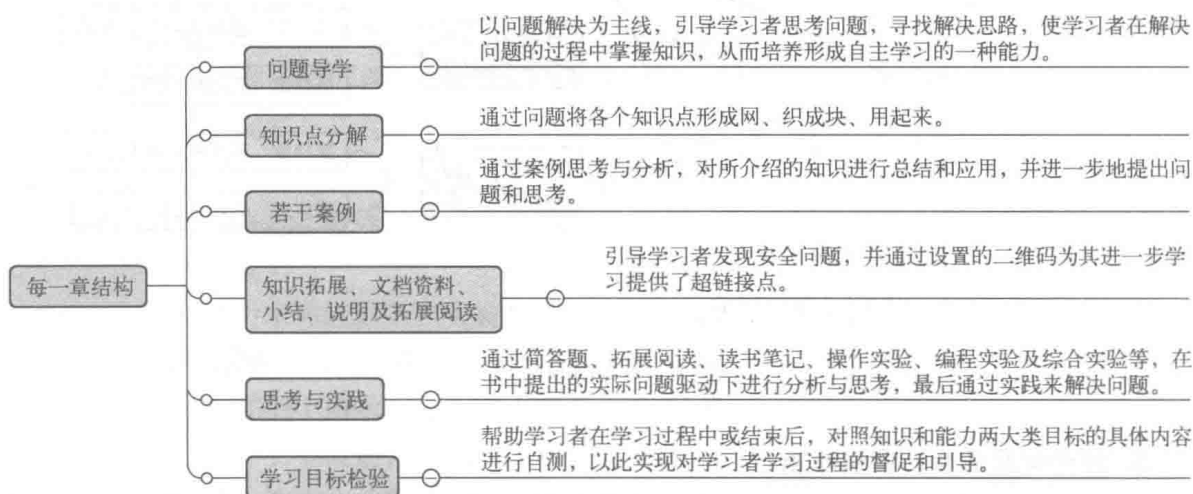 以问题解决为主线，引导学习者思考问题，寻找解决思路，使学习者在解决
问题的过程中掌握知识，从而培养形成自主学习的一种能力。
问题导学
通过问题将各个知识点形成网、织成块、用起来。
知识点分解
通过案例思考与分析，对所介绍的知识进行总结和应用，并进一步地提出问
题和思考。
若干案例
每一章结构
引导学习者发现安全问题，并通过设置的二维码为其进一步学
习提供了超链接点。
知识拓展、文档资料、
小结、说明及拓展阅读
通过简答题、拓展阅读、读书笔记、操作实验、编程实验及综合实验等，在
书中提出的实际问题驱动下进行分析与思考，最后通过实践来解决问题。
思考与实践
帮助学习者在学习过程中或结束后，对照知识和能力两大类目标的具体内容
进行自测，以此实现对学习者学习过程的督促和引导。
学习目标检验